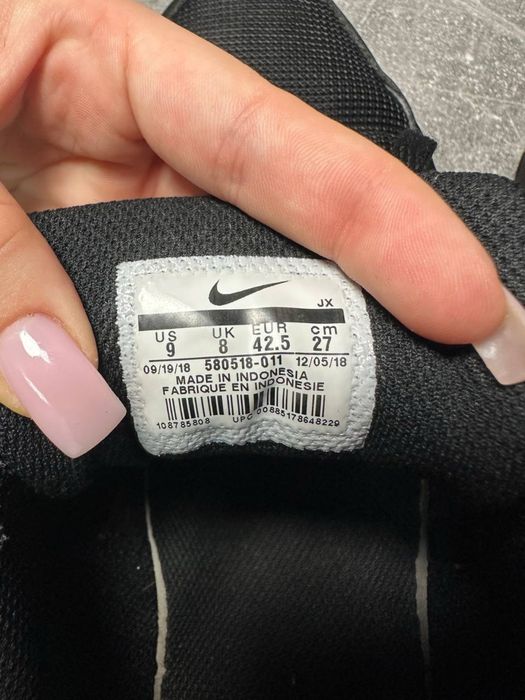 JX
US UK EUR cm
9 8 42.5 27
09/19/18 580518-011 12/05/18
MADE IN INDONESIA
FABRIQUE EN INDONESIE
108785808 UPC 00885178648229